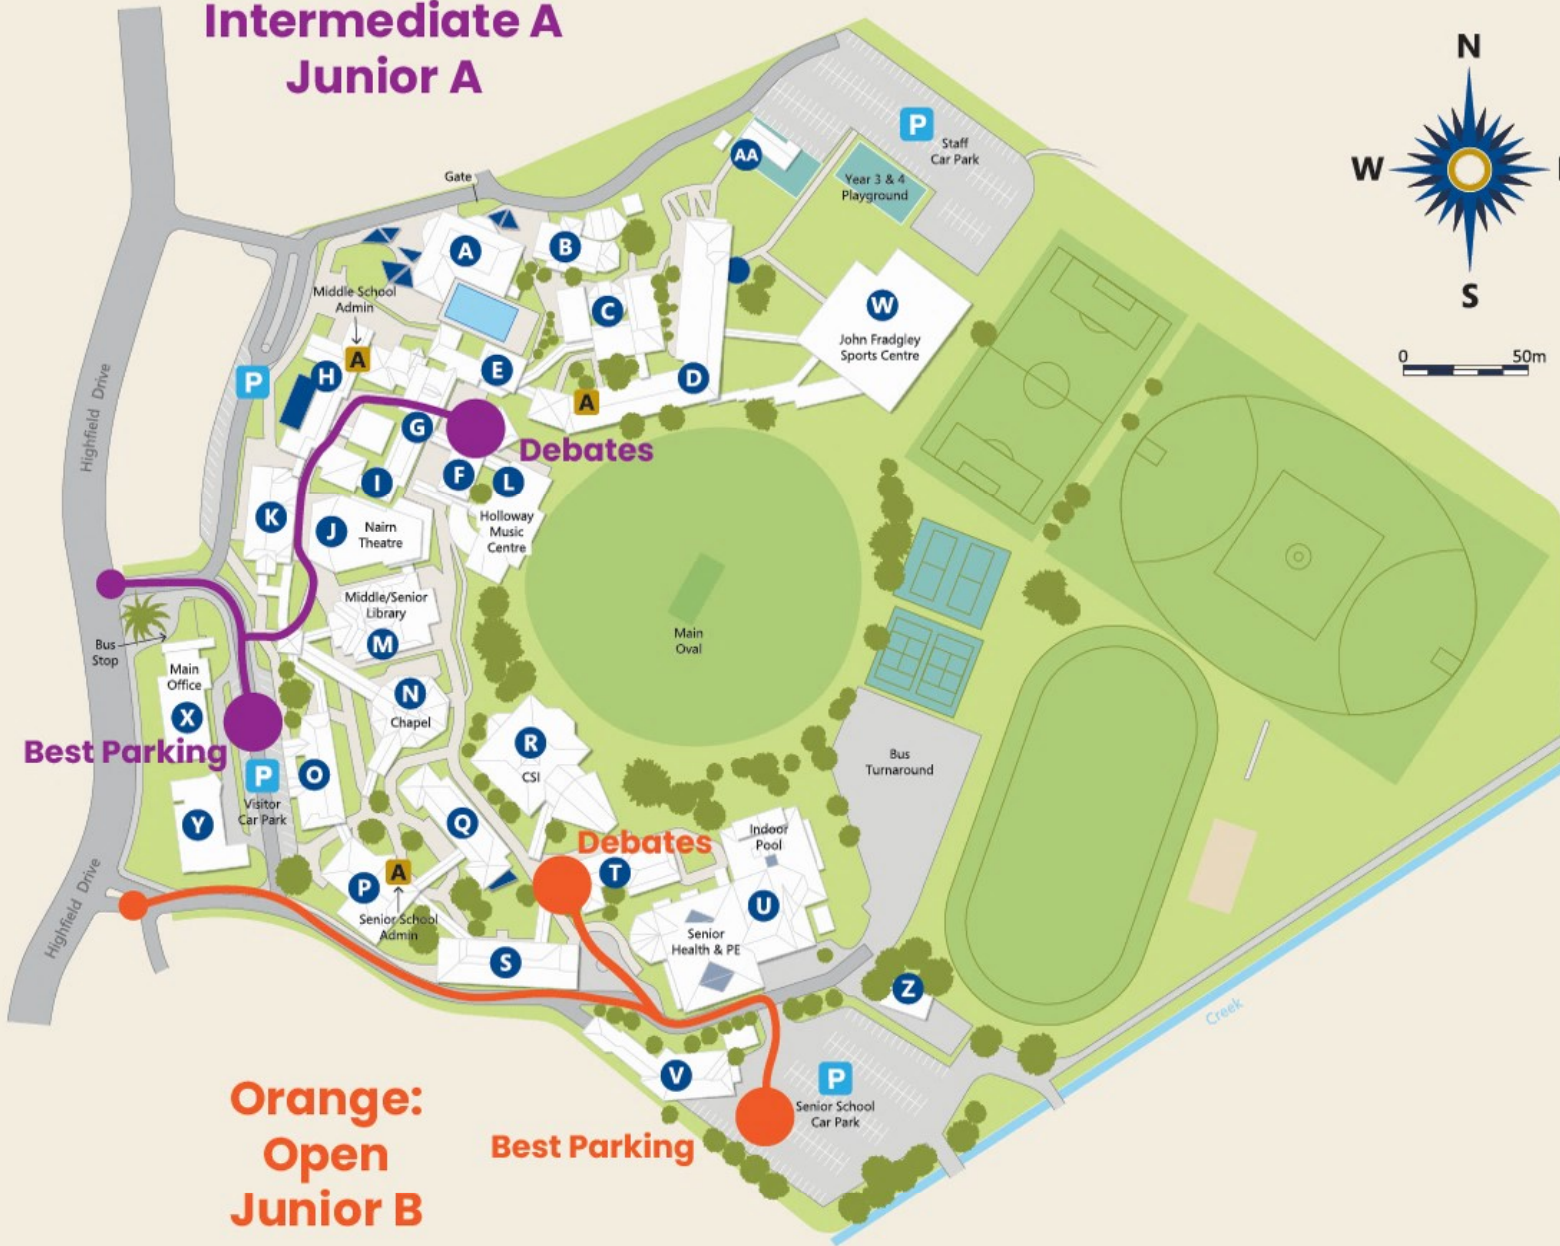 Intermediate A
Junior A
N
W
S
0 50m
P
Staff
Car Park
AA
Year 3 & 4
Playground
Gate
A
B
Middle School
Admin
A
C
W
John Fradgley
Sports Centre
P
H
E
D
A
G
Debates
Highfield Drive
I
F
L
Holloway
Music
Centre
K
J
Nairn
Theatre
Middle/Senior
Library
M
Main
Oval
Bus
Stop
Main
Office
X
N
Chapel
Best Parking
R
CSI
Bus
Turnaround
P
Visitor
Car Park
O
Y
Q
Debates
Indoor
Pool
T
P
A
Senior School
Admin
U
Senior
Health & PE
Highfield Drive
S
Z
Creek
V
P
Senior School
Car Park
Best Parking
Orange:
Open
Junior B